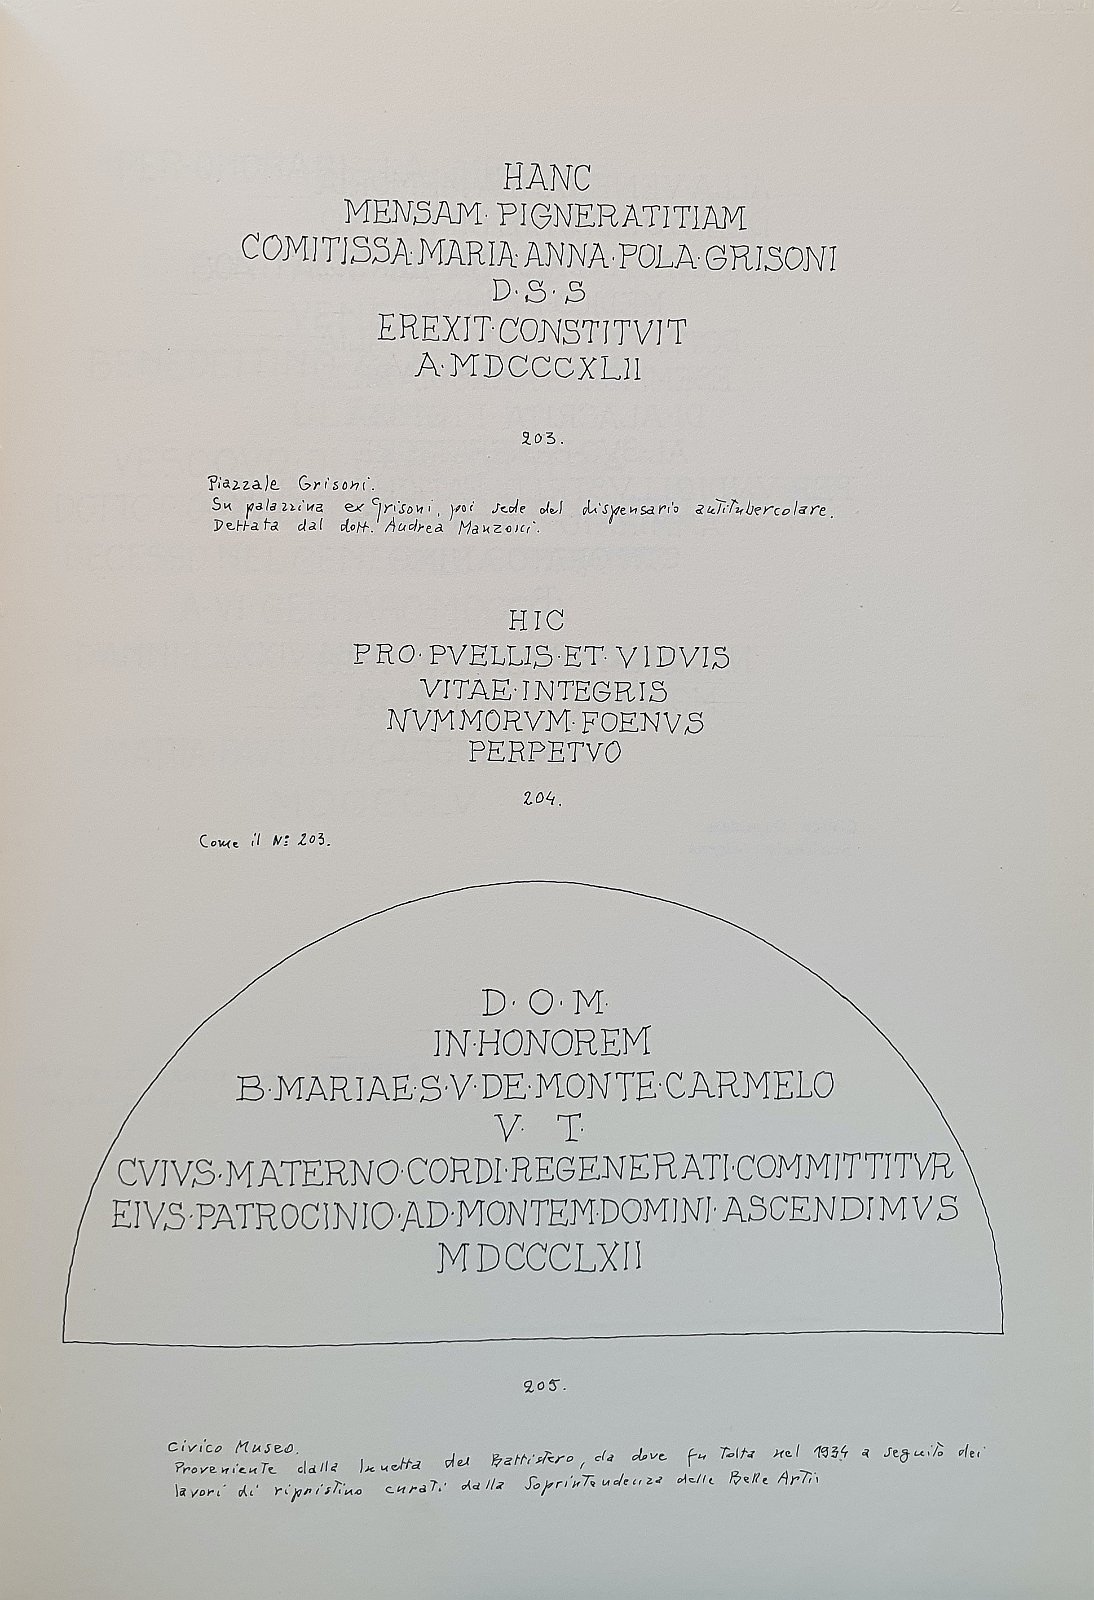 HANC
MENSAM· PIGNERATITIAM
COMITISSA·MARIA·ANNA·POLA·GRISONI
D·S·S
EREXIT·CONSTITVIT
A·MDCCCXLII
203.
Piazzale Grisoni.
Su palazzina ex Grisoni, poi sede del dispensario antitubercolare.
Dettata dal dott. Andrea Manzoni.
HIC
PRO·PVELLIS·ET·VIDVIS
VITAE·INTEGRIS
NVMMORVM·FOENVS
PERPETVO
204.
Come il No 203.
D·O·M·
IN·HONOREM
B·MARIAE·S·V·DE·MONTE·CARMELO
V· T·
CVIVS·MATERNO·CORDI·REGENERATI·COMMITTITVR
EIVS·PATROCINIO·AD·MONTEM·DOMINI·ASCENDIMVS
MDCCCLXII
205.
Civico Museo.
Proveniente dalla lunetta del Battistero, da dove fu tolta nel 1934 a seguito dei
lavori di ripristino curati dalla Soprintendenza delle Belle Arti